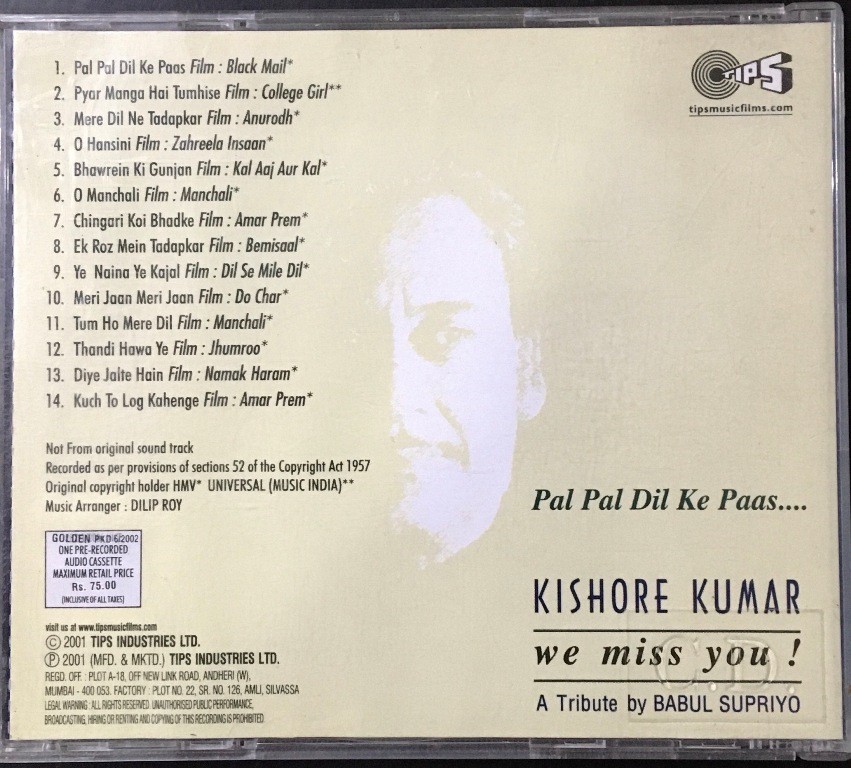 1. Pal Pal Dil Ke Paas Film : Black Mail*
2. Pyar Manga Hai Tumhise Film : College Girl**
3. Mere Dil Ne Tadapkar Film : Anurodh*
4. O Hansini Film : Zahreela Insaan*
5. Bhawrein Ki Gunjan Film : Kal Aaj Aur Kal*
6. O Manchali Film : Manchali*
7. Chingari Koi Bhadke Film : Amar Prem*
8. Ek Roz Mein Tadapkar Film : Bemisaal*
9. Ye Naina Ye Kajal Film : Dil Se Mile Dil*
10. Meri Jaan Meri Jaan Film : Do Char*
11. Tum Ho Mere Dil Film : Manchali*
12. Thandi Hawa Ye Film : Jhumroo*
13. Diye Jalte Hain Film : Namak Haram*
14. Kuch To Log Kahenge Film : Amar Prem*
TIPS
tipsmusicfilms.com
Not From original sound track
Recorded as per provisions of sections 52 of the Copyright Act 1957
Original copyright holder HMV* UNIVERSAL (MUSIC INDIA)**
Music Arranger : DILIP ROY
GOLDEN PKD 6/2002
ONE PRE-RECORDED
AUDIO CASSETTE
MAXIMUM RETAIL PRICE
Rs. 75.00
(INCLUSIVE OF ALL TAXES)
visit us at www.tipsmusicfilms.com
© 2001 TIPS INDUSTRIES LTD.
℗ 2001 (MFD. & MKTD.) TIPS INDUSTRIES LTD.
REGD. OFF. : PLOT A-18, OFF NEW LINK ROAD, ANDHERI (W),
MUMBAI - 400 053. FACTORY : PLOT NO. 22, SR. NO. 126, AMLI, SILVASSA
LEGAL WARNING : ALL RIGHTS RESERVED. UNAUTHORISED PUBLIC PERFORMANCE,
BROADCASTING, HIRING OR RENTING AND COPYING OF THIS RECORDING IS PROHIBITED
Pal Pal Dil Ke Paas....
KISHORE KUMAR
we miss you !
C.D.
A Tribute by BABUL SUPRIYO